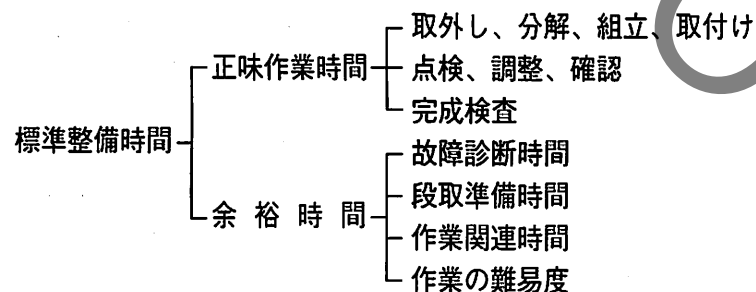 取外し、分解、組立、取付け
正味作業時間
点検、調整、確認
完成検査
標準整備時間
故障診断時間
段取準備時間
余裕時間
作業関連時間
作業の難易度